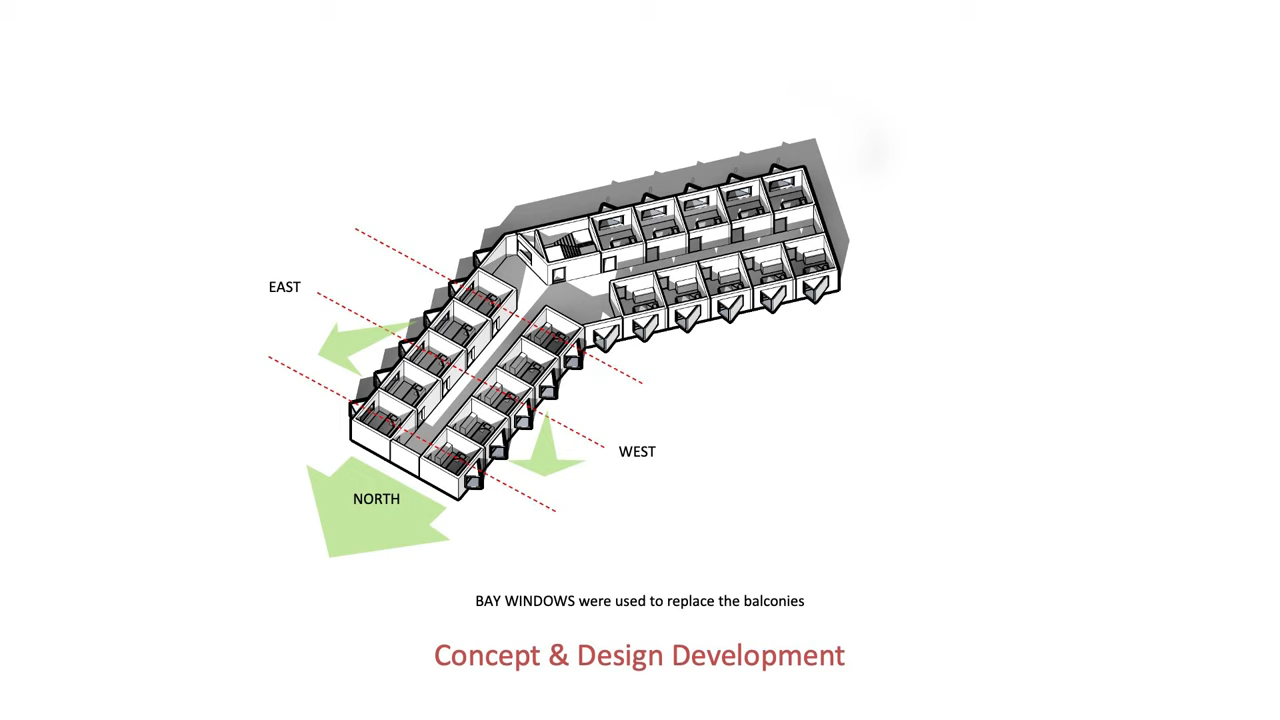 EAST
WEST
NORTH
BAY WINDOWS were used to replace the balconies
Concept & Design Development